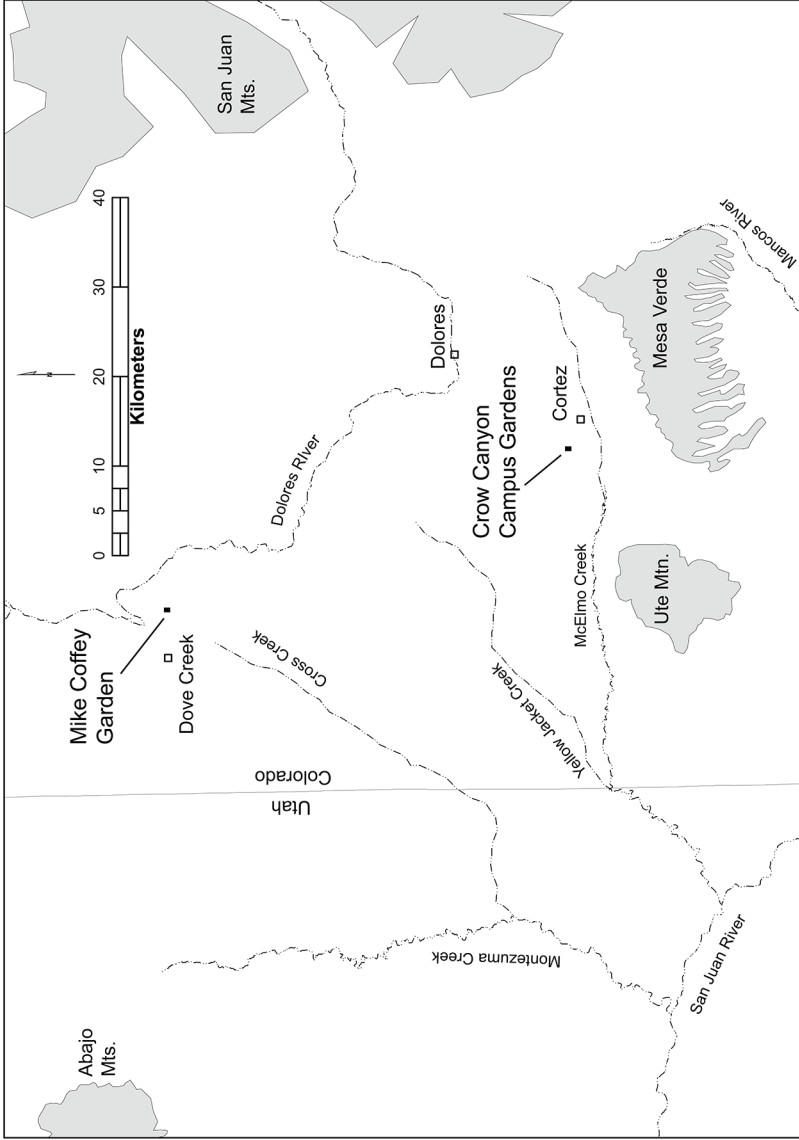 Abajo
Mts.
Mike Coffey
Garden
Dove Creek
San Juan
Mts.
0
5
10
20
30
40
Kilometers
N
Utah
Colorado
Cross Creek
Dolores River
Dolores
Montezuma Creek
Yellow Jacket Creek
Crow Canyon
Campus Gardens
Cortez
McElmo Creek
Ute Mtn.
Mesa Verde
Mancos River
San Juan River